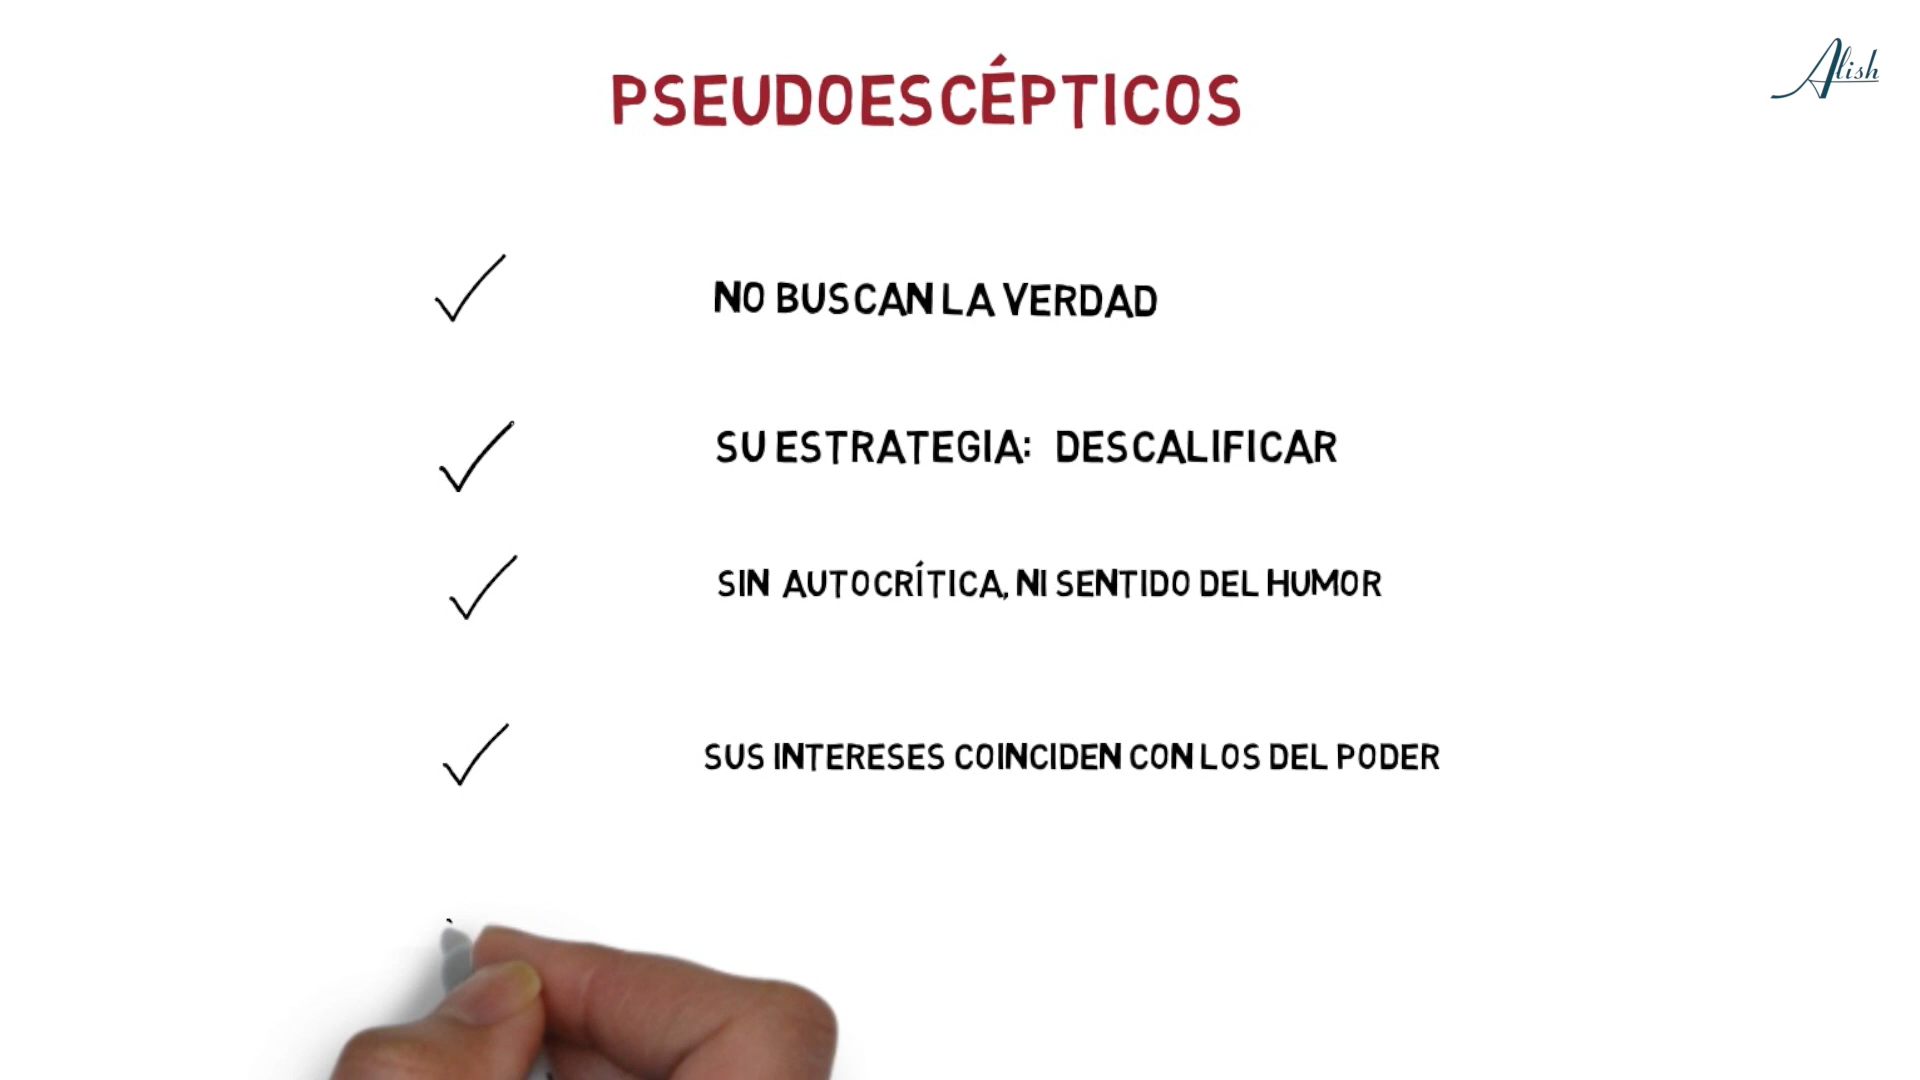 Alish
PSEUDOESCÉPTICOS
NO BUSCAN LA VERDAD
SU ESTRATEGIA: DESCALIFICAR
SIN AUTOCRÍTICA, NI SENTIDO DEL HUMOR
SUS INTERESES COINCIDEN CON LOS DEL PODER